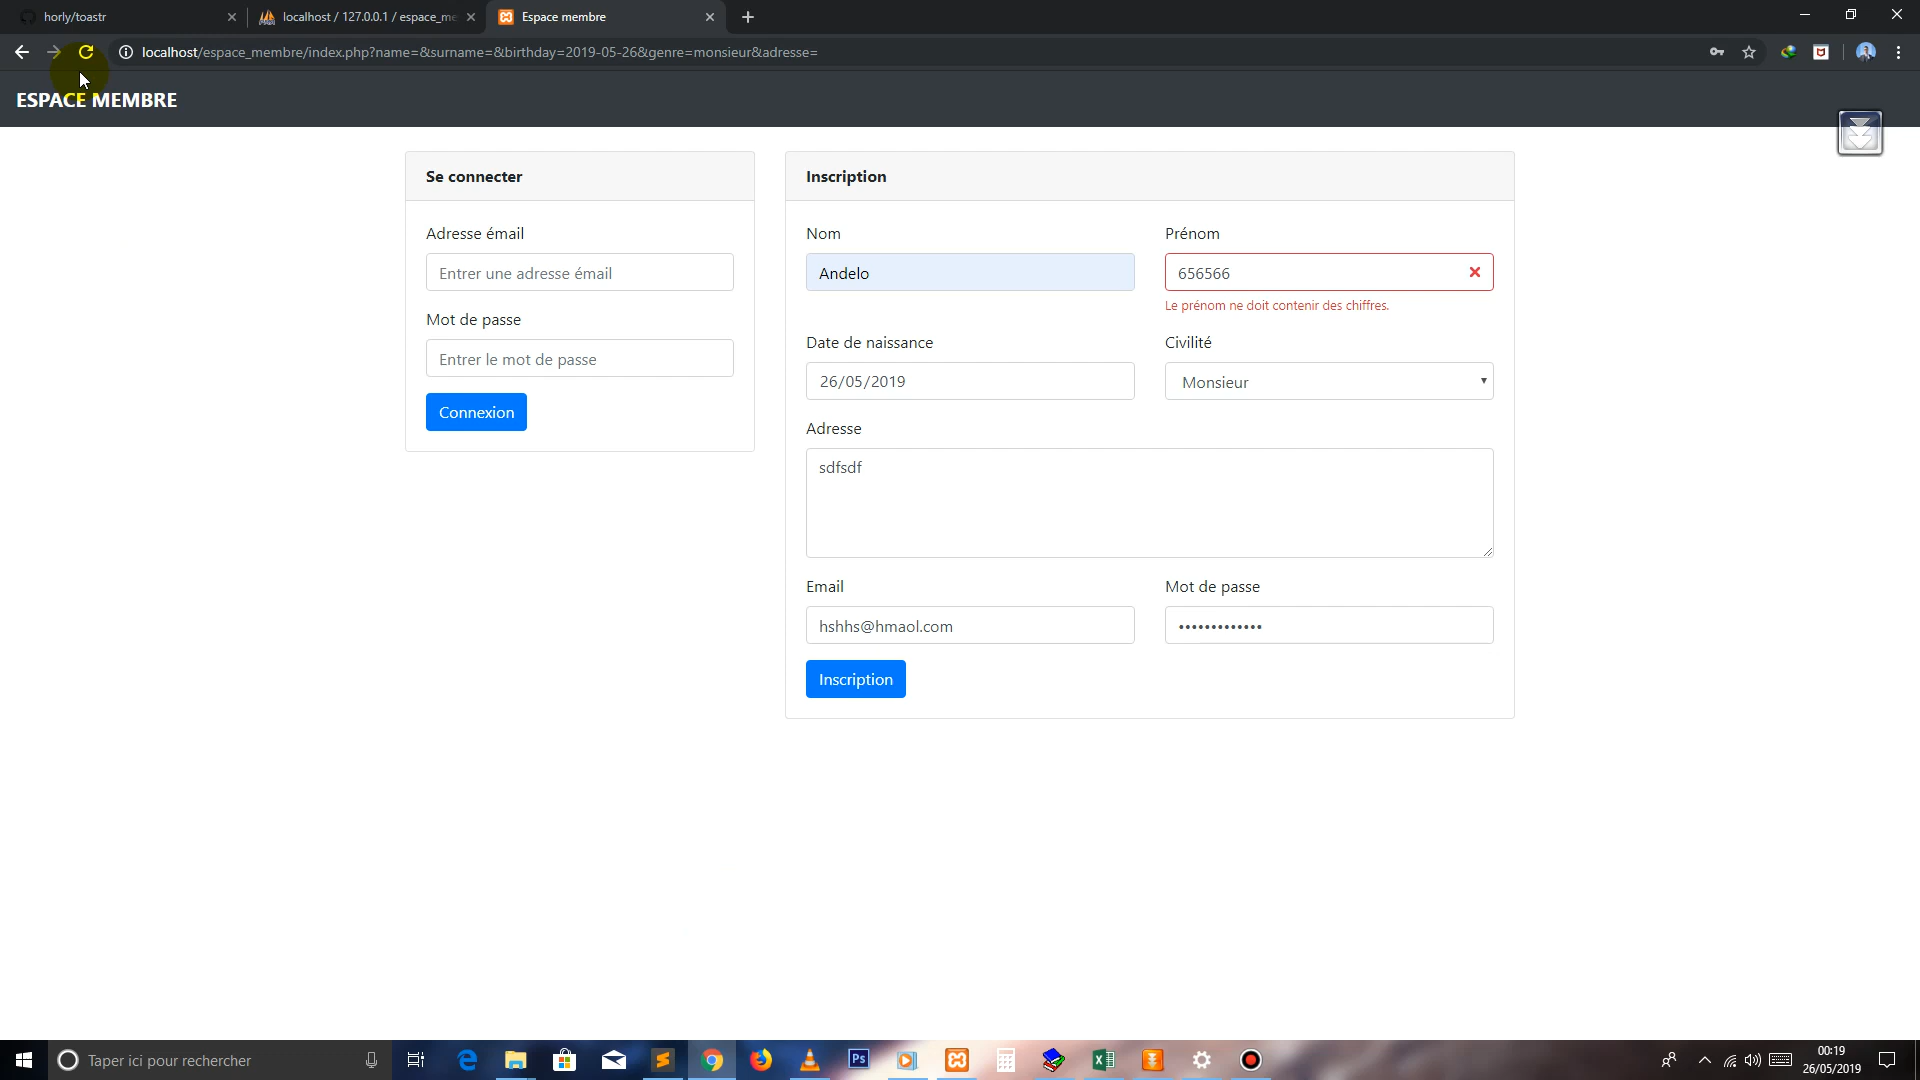 horly/toastr
localhost / 127.0.0.1 / espace_me
Espace membre
localhost/espace_membre/index.php?name=&surname=&birthday=2019-05-26&genre=monsieur&adresse=
ESPACE MEMBRE
Se connecter
Adresse émail
Entrer une adresse émail
Mot de passe
Entrer le mot de passe
Connexion
Inscription
Nom
Prénom
Andelo
656566
Le prénom ne doit contenir des chiffres.
Date de naissance
Civilité
26/05/2019
Monsieur
Adresse
sdfsdf
Email
Mot de passe
hshhs@hmaol.com
•••••••••••••
Inscription
Taper ici pour rechercher
Ps
00:19
26/05/2019